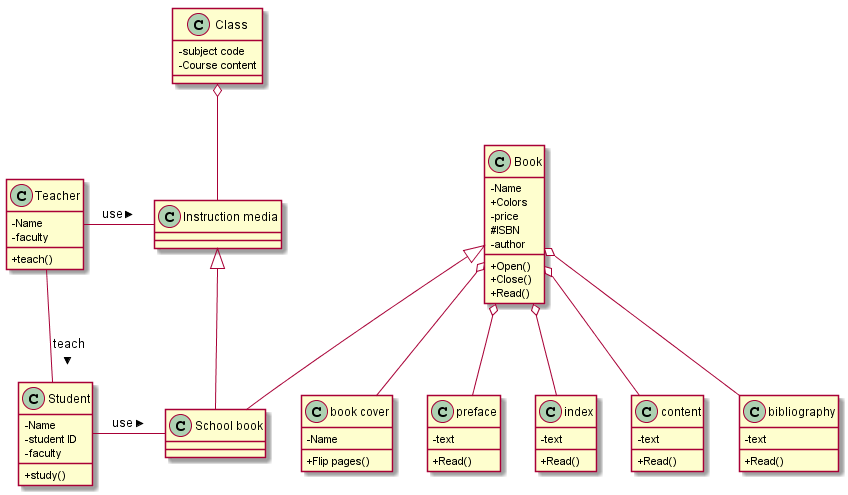 C Class
-subject code
-Course content
C Book
-Name
+Colors
-price
#ISBN
-author
+Open()
+Close()
+Read()
C Teacher
-Name
-faculty
+teach()
use ►
C Instruction media
teach
▼
C Student
-Name
-student ID
-faculty
+study()
use ►
C School book
C book cover
-Name
+Flip pages()
C preface
-text
+Read()
C index
-text
+Read()
C content
-text
+Read()
C bibliography
-text
+Read()